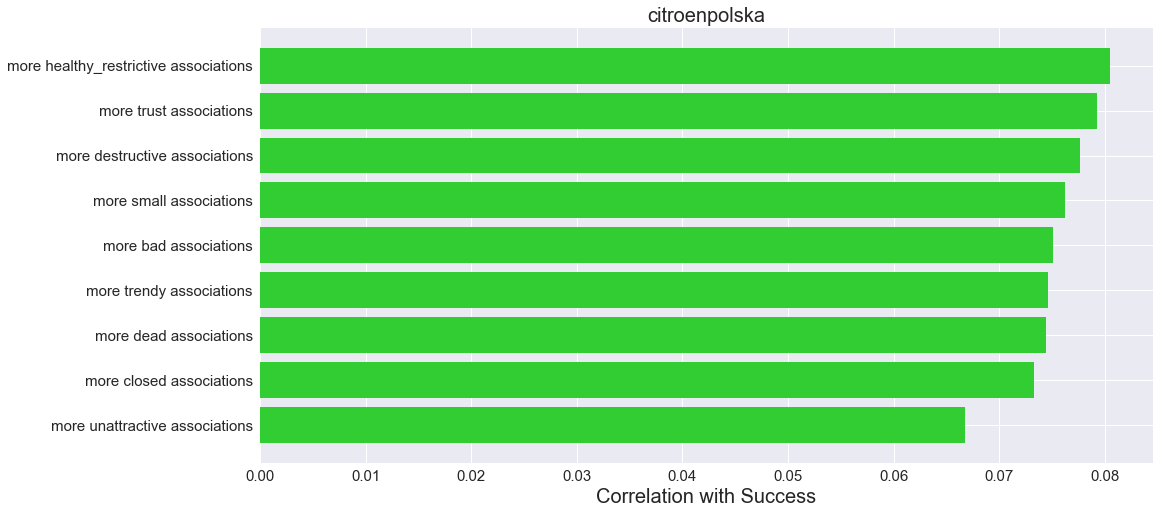 citroenpolska
more healthy_restrictive associations
more trust associations
more destructive associations
more small associations
more bad associations
more trendy associations
more dead associations
more closed associations
more unattractive associations
0.00 0.01 0.02 0.03 0.04 0.05 0.06 0.07 0.08
Correlation with Success